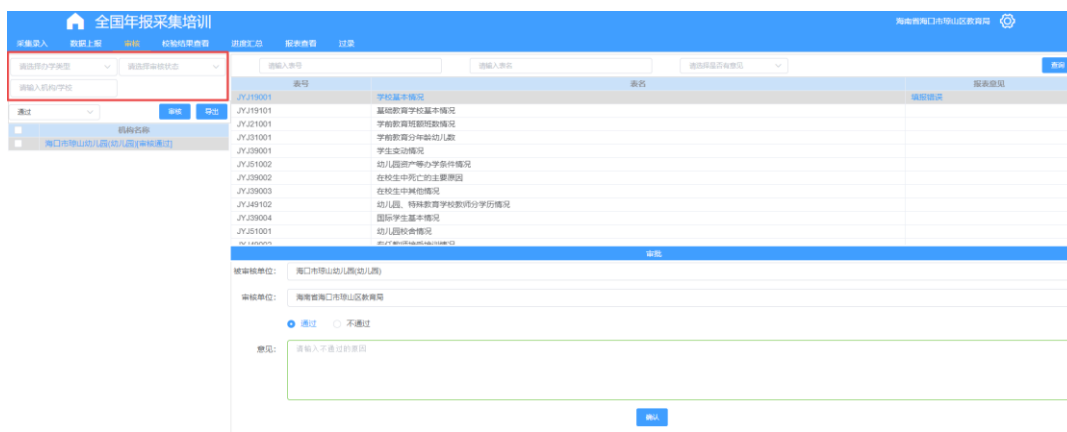 全国年报采集培训
海南省海口市琼山区教育局
采集录入 数据上报 审核 校验结果查看 进度汇总 报表查看 过录
请选择办学类型 请选择审核状态 请输入表号 请输入表名 请选择是否有意见 查询
请输入机构/学校
表号 表名 报表意见
JYJ19001 学校基本情况 填报错误
通过 审核 导出
JYJ19101 基础教育学校基本情况
JYJ21001 学前教育班额班数情况
机构名称
JYJ31001 学前教育分年龄幼儿数
海口市琼山幼儿园(幼儿园)[审核通过]
JYJ39001 学生变动情况
JYJ51002 幼儿园资产等办学条件情况
JYJ39002 在校生中死亡的主要原因
JYJ39003 在校生中其他情况
JYJ49102 幼儿园、特殊教育学校教师分学历情况
JYJ39004 国际学生基本情况
JYJ51001 幼儿园校舍情况
审批
被审核单位: 海口市琼山幼儿园(幼儿园)
审核单位: 海南省海口市琼山区教育局
通过 不通过
意见: 请输入不通过的意因
确认